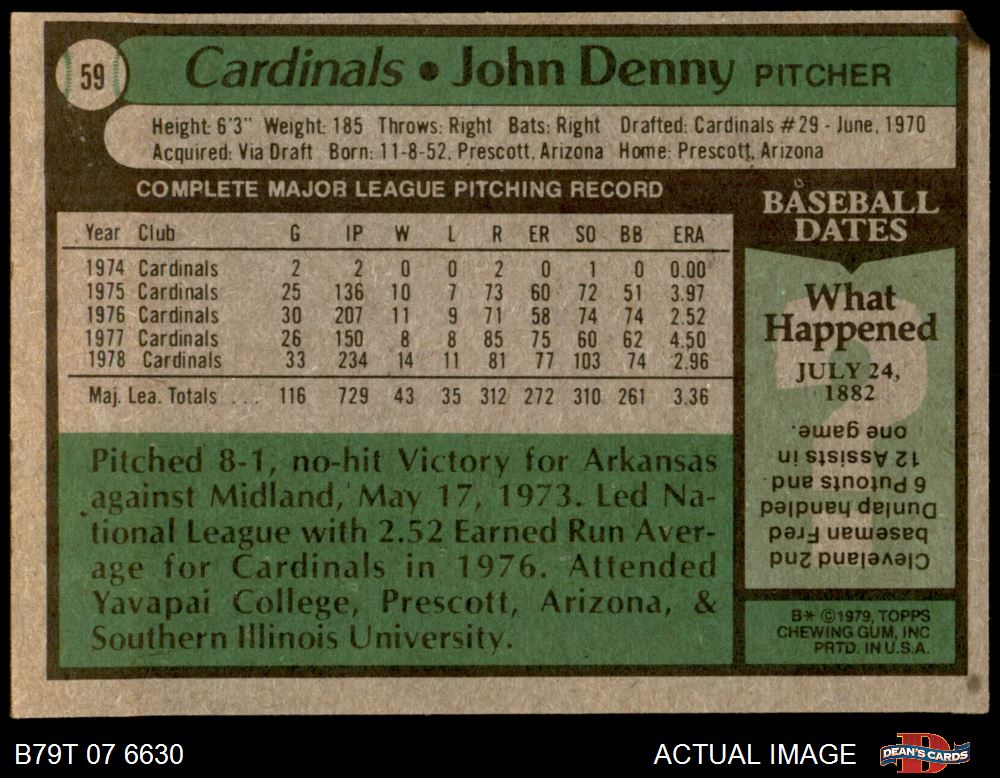 59
Cardinals • John Denny PITCHER
Height: 6'3" Weight: 185 Throws: Right Bats: Right Drafted: Cardinals #29 - June, 1970
Acquired: Via Draft Born: 11-8-52, Prescott, Arizona Home: Prescott, Arizona
COMPLETE MAJOR LEAGUE PITCHING RECORD
Year Club G IP W L R ER SO BB ERA
1974 Cardinals 2 2 0 0 2 0 1 0 0.00
1975 Cardinals 25 136 10 7 73 60 72 51 3.97
1976 Cardinals 30 207 11 9 71 58 74 74 2.52
1977 Cardinals 26 150 8 8 85 75 60 62 4.50
1978 Cardinals 33 234 14 11 81 77 103 74 2.96
Maj. Lea. Totals ... 116 729 43 35 312 272 310 261 3.36
Pitched 8-1, no-hit Victory for Arkansas
against Midland, May 17, 1973. Led Na-
tional League with 2.52 Earned Run Aver-
age for Cardinals in 1976. Attended
Yavapai College, Prescott, Arizona, &
Southern Illinois University.
BASEBALL
DATES
What
Happened
JULY 24,
1882
Cleveland 2nd
baseman Fred
Dunlap handled
6 Putouts and
12 Assists in
one game.
B* ©1979, TOPPS
CHEWING GUM, INC
PRTD. IN U.S.A.
B79T 07 6630
ACTUAL IMAGE
DEAN'S CARDS